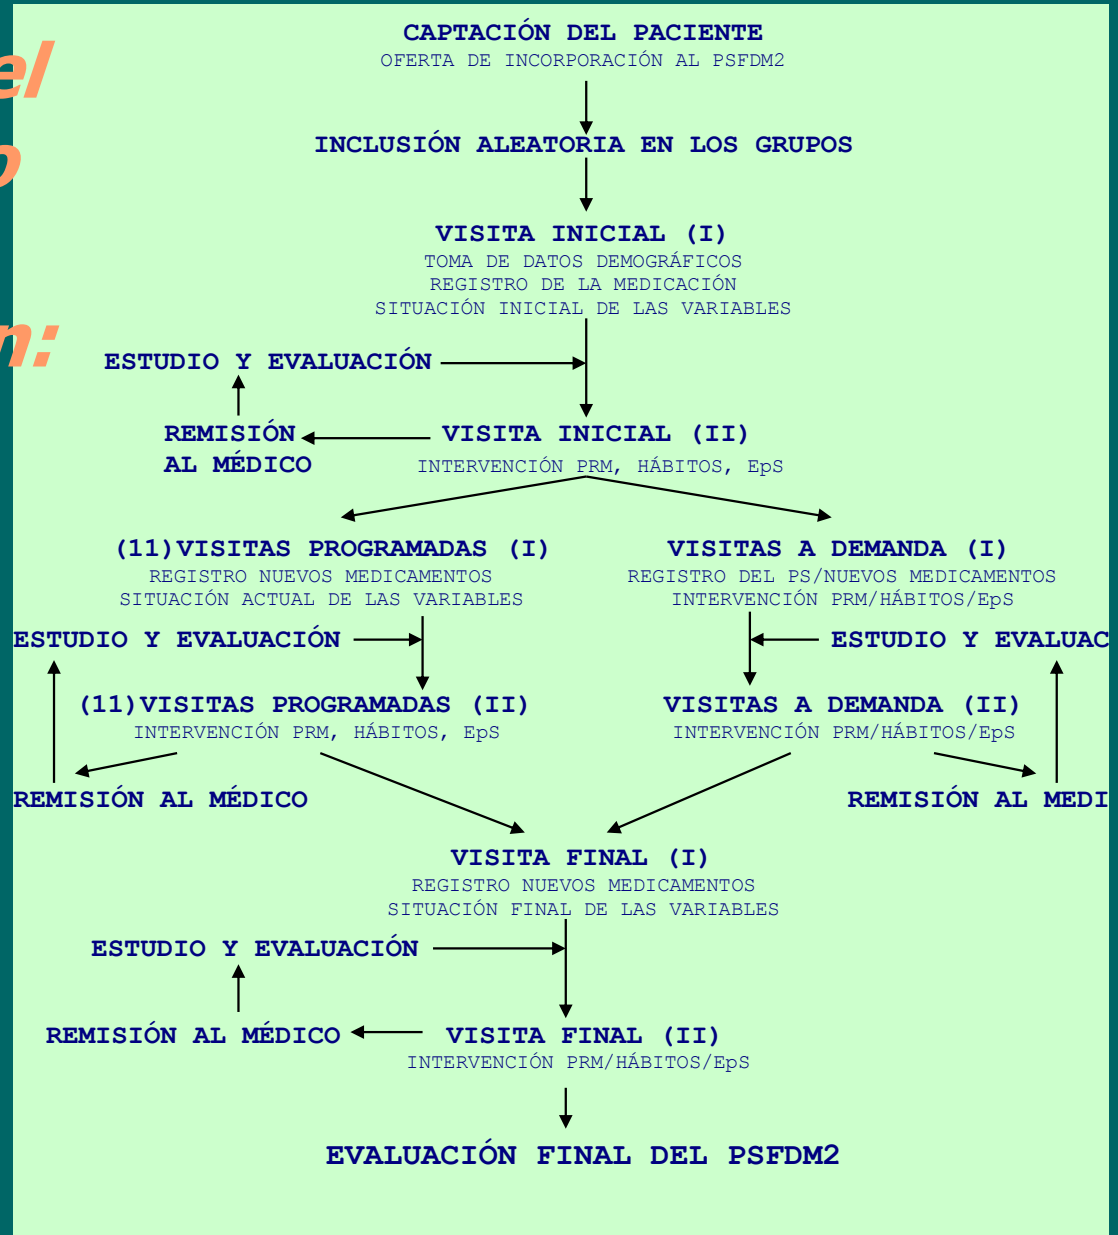 CAPTACIÓN DEL PACIENTE
OFERTA DE INCORPORACIÓN AL PSFDM2
INCLUSIÓN ALEATORIA EN LOS GRUPOS
VISITA INICIAL (I)
TOMA DE DATOS DEMOGRÁFICOS
REGISTRO DE LA MEDICACIÓN
SITUACIÓN INICIAL DE LAS VARIABLES
ESTUDIO Y EVALUACIÓN
REMISIÓN
AL MÉDICO
VISITA INICIAL (II)
INTERVENCIÓN PRM, HÁBITOS, EpS
(11)VISITAS PROGRAMADAS (I)
REGISTRO NUEVOS MEDICAMENTOS
SITUACIÓN ACTUAL DE LAS VARIABLES
VISITAS A DEMANDA (I)
REGISTRO DEL PS/NUEVOS MEDICAMENTOS
INTERVENCIÓN PRM/HÁBITOS/EpS
ESTUDIO Y EVALUACIÓN
ESTUDIO Y EVALUAC
(11)VISITAS PROGRAMADAS (II)
INTERVENCIÓN PRM, HÁBITOS, EpS
VISITAS A DEMANDA (II)
INTERVENCIÓN PRM/HÁBITOS/EpS
REMISIÓN AL MÉDICO
REMISIÓN AL MEDI
VISITA FINAL (I)
REGISTRO NUEVOS MEDICAMENTOS
SITUACIÓN FINAL DE LAS VARIABLES
ESTUDIO Y EVALUACIÓN
REMISIÓN AL MÉDICO
VISITA FINAL (II)
INTERVENCIÓN PRM/HÁBITOS/EpS
EVALUACIÓN FINAL DEL PSFDM2